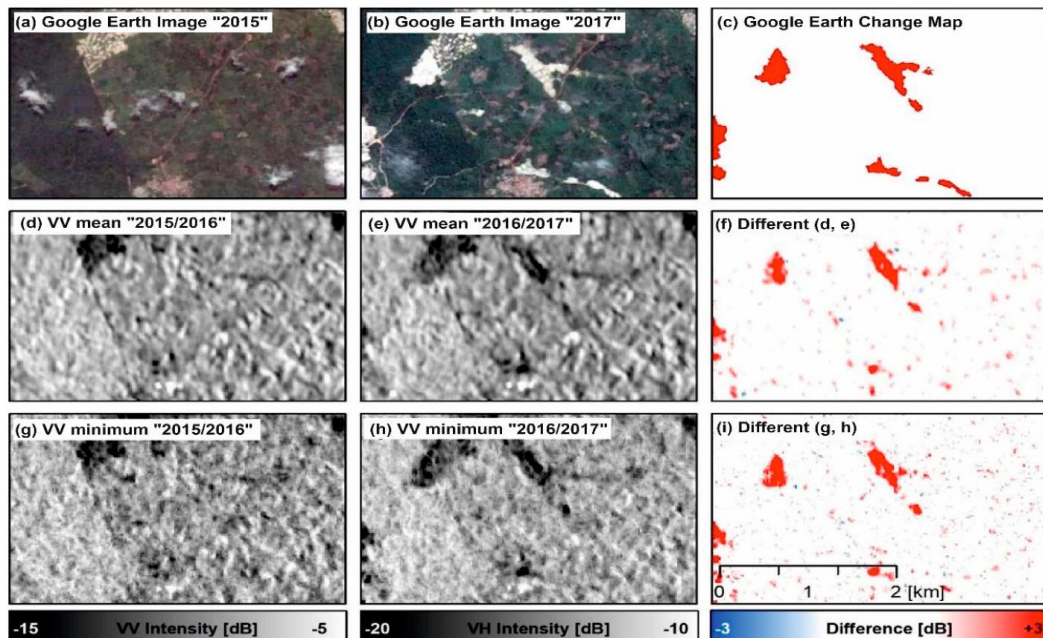 (a) Google Earth Image "2015"
(b) Google Earth Image "2017"
(c) Google Earth Change Map
(d) VV mean "2015/2016"
(e) VV mean "2016/2017"
(f) Different (d, e)
(g) VV minimum "2015/2016"
(h) VV minimum "2016/2017"
(i) Different (g, h)
0 1 2 [km]
-15 VV Intensity [dB] -5
-20 VH Intensity [dB] -10
-3 Difference [dB] +3